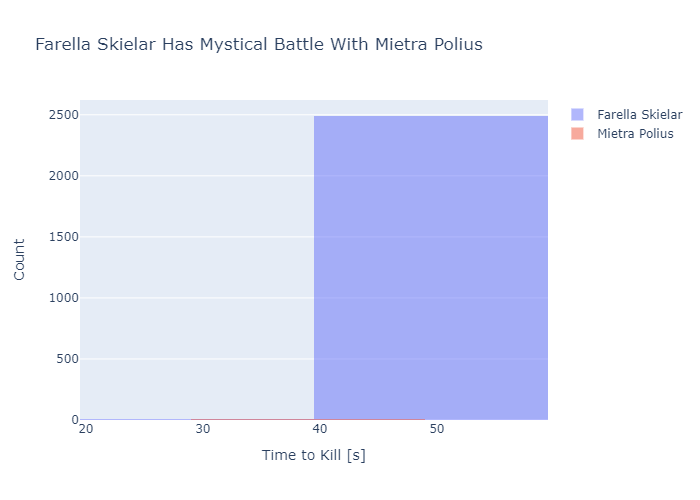 Farella Skielar Has Mystical Battle With Mietra Polius
Farella Skielar
Mietra Polius
Count
2500
2000
1500
1000
500
0
20
30
40
50
Time to Kill [s]